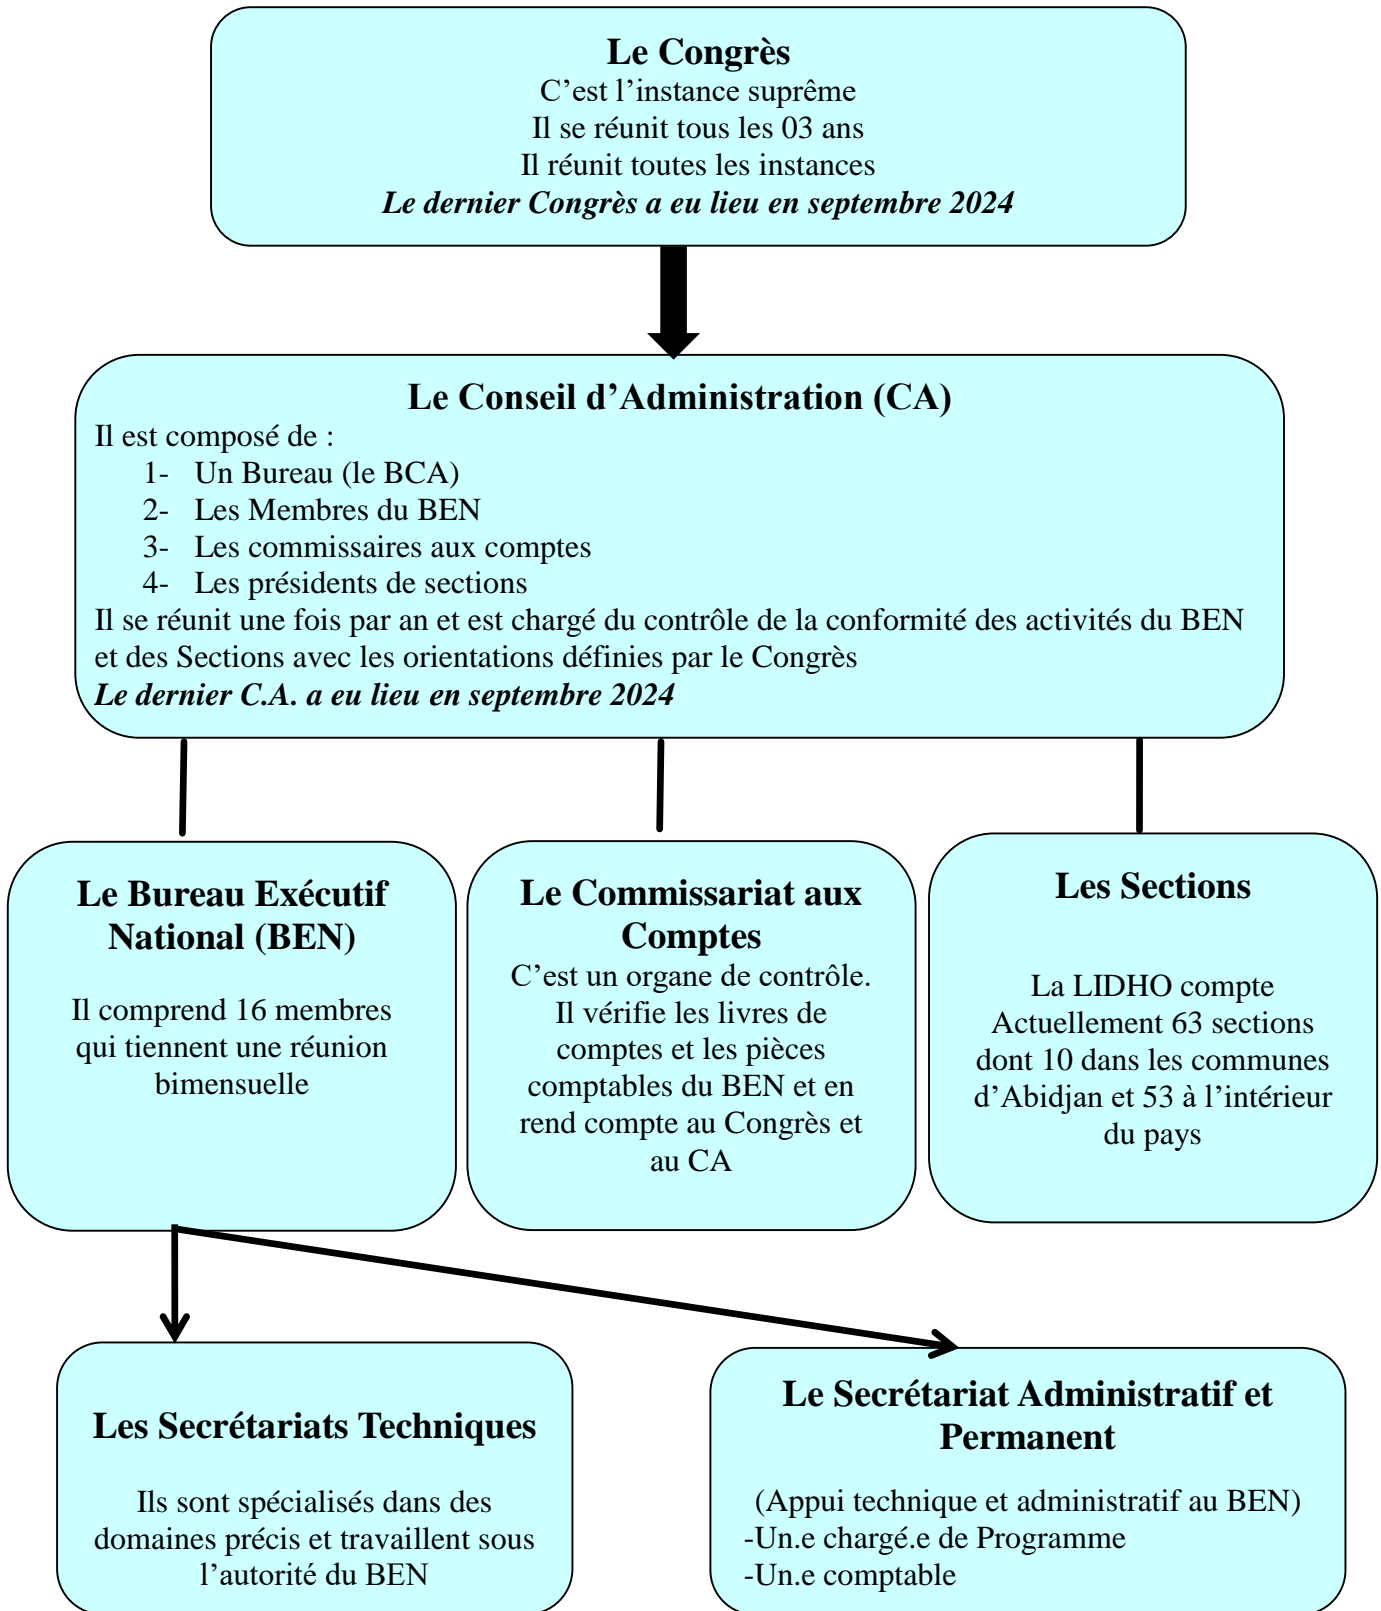 Le Congrès
C’est l’instance suprême
Il se réunit tous les 03 ans
Il réunit toutes les instances
Le dernier Congrès a eu lieu en septembre 2024
Le Conseil d’Administration (CA)
Il est composé de :
1- Un Bureau (le BCA)
2- Les Membres du BEN
3- Les commissaires aux comptes
4- Les présidents de sections
Il se réunit une fois par an et est chargé du contrôle de la conformité des activités du BEN
et des Sections avec les orientations définies par le Congrès
Le dernier C.A. a eu lieu en septembre 2024
Le Bureau Exécutif
National (BEN)
Il comprend 16 membres
qui tiennent une réunion
bimensuelle
Le Commissariat aux
Comptes
C’est un organe de contrôle.
Il vérifie les livres de
comptes et les pièces
comptables du BEN et en
rend compte au Congrès et
au CA
Les Sections
La LIDHO compte
Actuellement 63 sections
dont 10 dans les communes
d’Abidjan et 53 à l’intérieur
du pays
Les Secrétariats Techniques
Ils sont spécialisés dans des
domaines précis et travaillent sous
l’autorité du BEN
Le Secrétariat Administratif et
Permanent
(Appui technique et administratif au BEN)
-Un.e chargé.e de Programme
-Un.e comptable